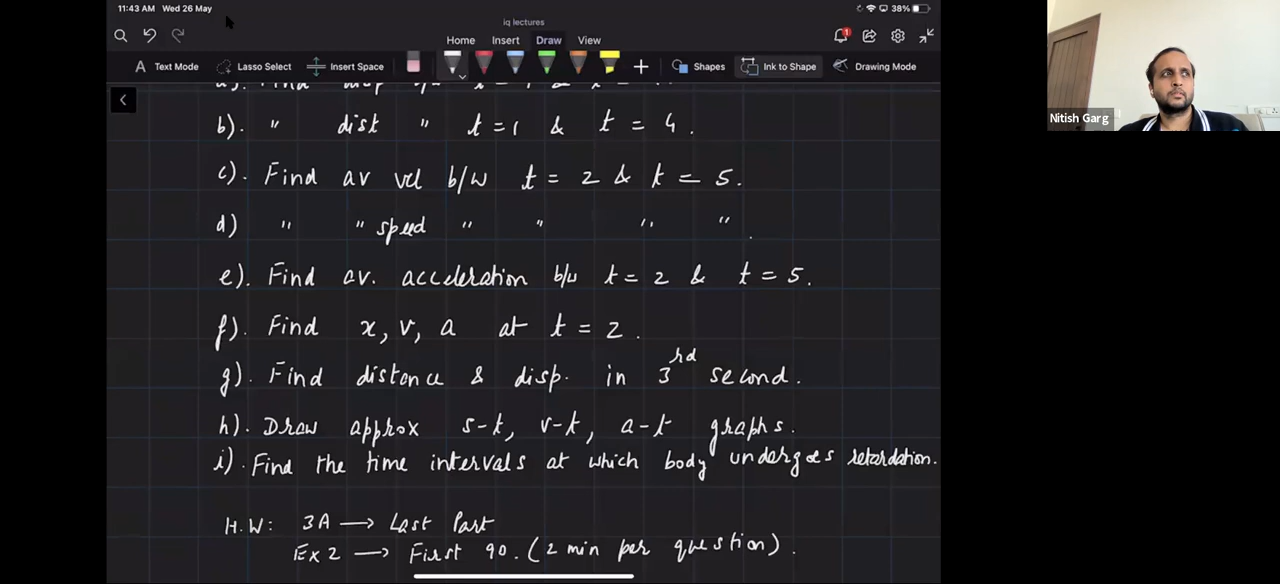 11:43 AM Wed 26 May
38%
iq lectures
Home Insert Draw View
1
Text Mode Lasso Select Insert Space Shapes Ink to Shape Drawing Mode
b). " dist " t = 1 & t = 4.
c). Find av vel b/w t = 2 & t = 5.
d) " " speed " " " "
e). Find av. acceleration b/w t = 2 & t = 5.
f). Find x, v, a at t = 2.
g). Find distance & disp. in 3rd second.
h). Draw approx s-t, v-t, a-t graphs.
i). Find the time intervals at which body undergoes retardation.
H.W: 3A → Last Part
Ex 2 → First 90. (2 min per question).
Nitish Garg